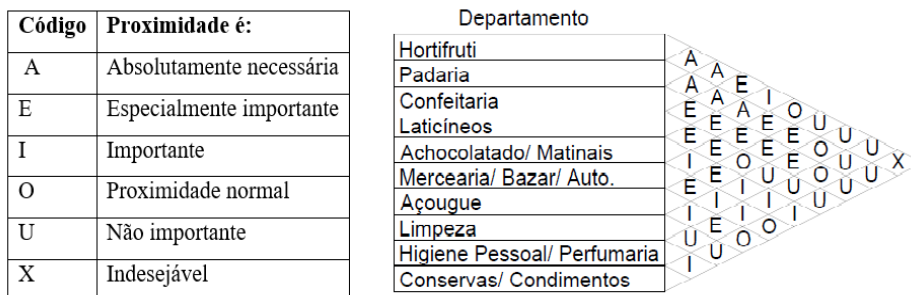 Código Proximidade é:
A Absolutamente necessária
E Especialmente importante
I Importante
O Proximidade normal
U Não importante
X Indesejável
Departamento
Hortifruti
Padaria
Confeitaria
Laticíneos
Achocolatado/ Matinais
Mercearia/ Bazar/ Auto.
Açougue
Limpeza
Higiene Pessoal/ Perfumaria
Conservas/ Condimentos
A A E I O U U U X
A A A E E O U U
E E E E E O U
E E O U U U
I E I I I
E I I O
I E O
U U
I